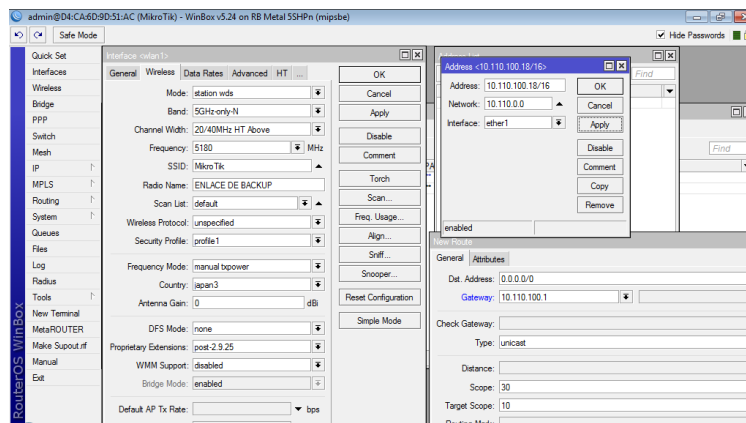 admin@D4:CA:6D:9D:51:AC (MikroTik) - WinBox v5.24 on RB Metal 5SHPn (mipsbe)
Safe Mode
Hide Passwords
Quick Set
Interfaces
Wireless
Bridge
PPP
Switch
Mesh
IP
MPLS
Routing
System
Queues
Files
Log
Radius
Tools
New Terminal
MetaROUTER
Make Supout.rif
Manual
Exit
RouterOS WinBox
Interface <wlan1>
General Wireless Data Rates Advanced HT ...
Mode: station wds
Band: 5GHz-only-N
Channel Width: 20/40MHz HT Above
Frequency: 5180 MHz
SSID: MikroTik
Radio Name: ENLACE DE BACKUP
Scan List: default
Wireless Protocol: unspecified
Security Profile: profile1
Frequency Mode: manual txpower
Country: japan3
Antenna Gain: 0 dBi
DFS Mode: none
Proprietary Extensions: post-2.9.25
WMM Support: disabled
Bridge Mode: enabled
Default AP Tx Rate: bps
OK
Cancel
Apply
Disable
Comment
Torch
Scan...
Freq. Usage...
Align...
Sniff...
Snooper...
Reset Configuration
Simple Mode
Address List
Find
Address <10.110.100.18/16>
Address: 10.110.100.18/16
Network: 10.110.0.0
Interface: ether1
OK
Cancel
Apply
Disable
Comment
Copy
Remove
enabled
Find
New Route
General Attributes
Dst. Address: 0.0.0.0/0
Gateway: 10.110.100.1
Check Gateway:
Type: unicast
Distance:
Scope: 30
Target Scope: 10